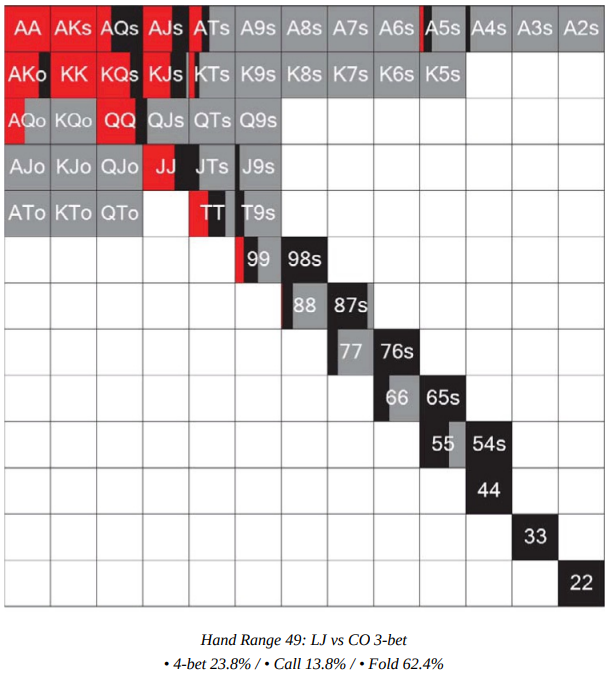 AA AKs AQs AJs ATs A9s A8s A7s A6s A5s A4s A3s A2s
AKo KK KQs KJs KTs K9s K8s K7s K6s K5s
AQo KQo QQ QJs QTs Q9s
AJo KJo QJo JJ JTs J9s
ATo KTo QTo TT T9s
99 98s
88 87s
77 76s
66 65s
55 54s
44
33
22
Hand Range 49: LJ vs CO 3-bet
• 4-bet 23.8% / • Call 13.8% / • Fold 62.4%